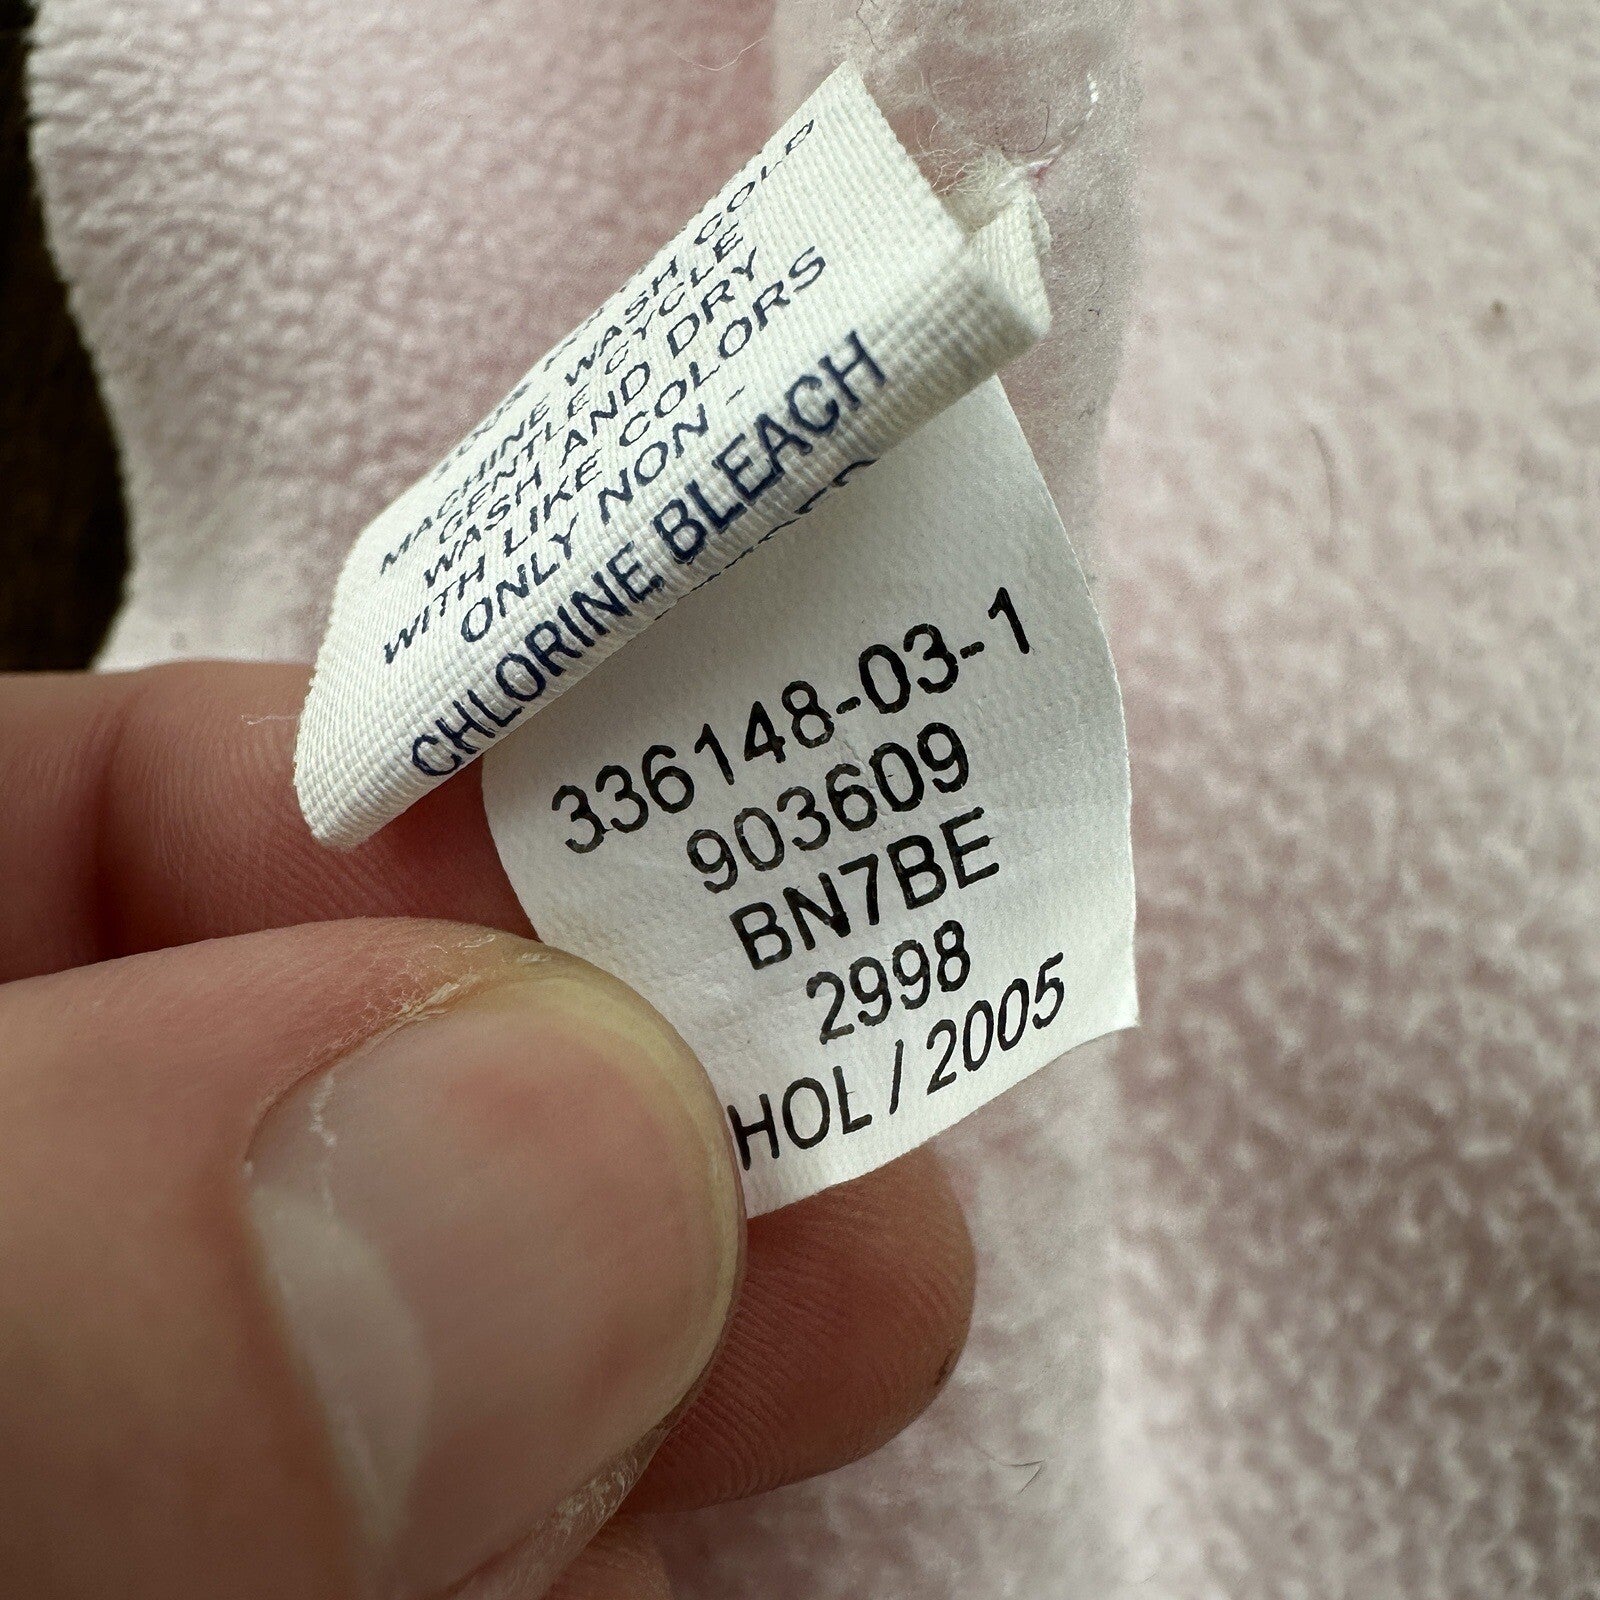 WASH COLD
MACHINE WASH
GENTLE CYCLE
WASH AND DRY
WITH LIKE COLORS
ONLY NON -
CHLORINE BLEACH
336148-03-1
903609
BN7BE
2998
HOL / 2005